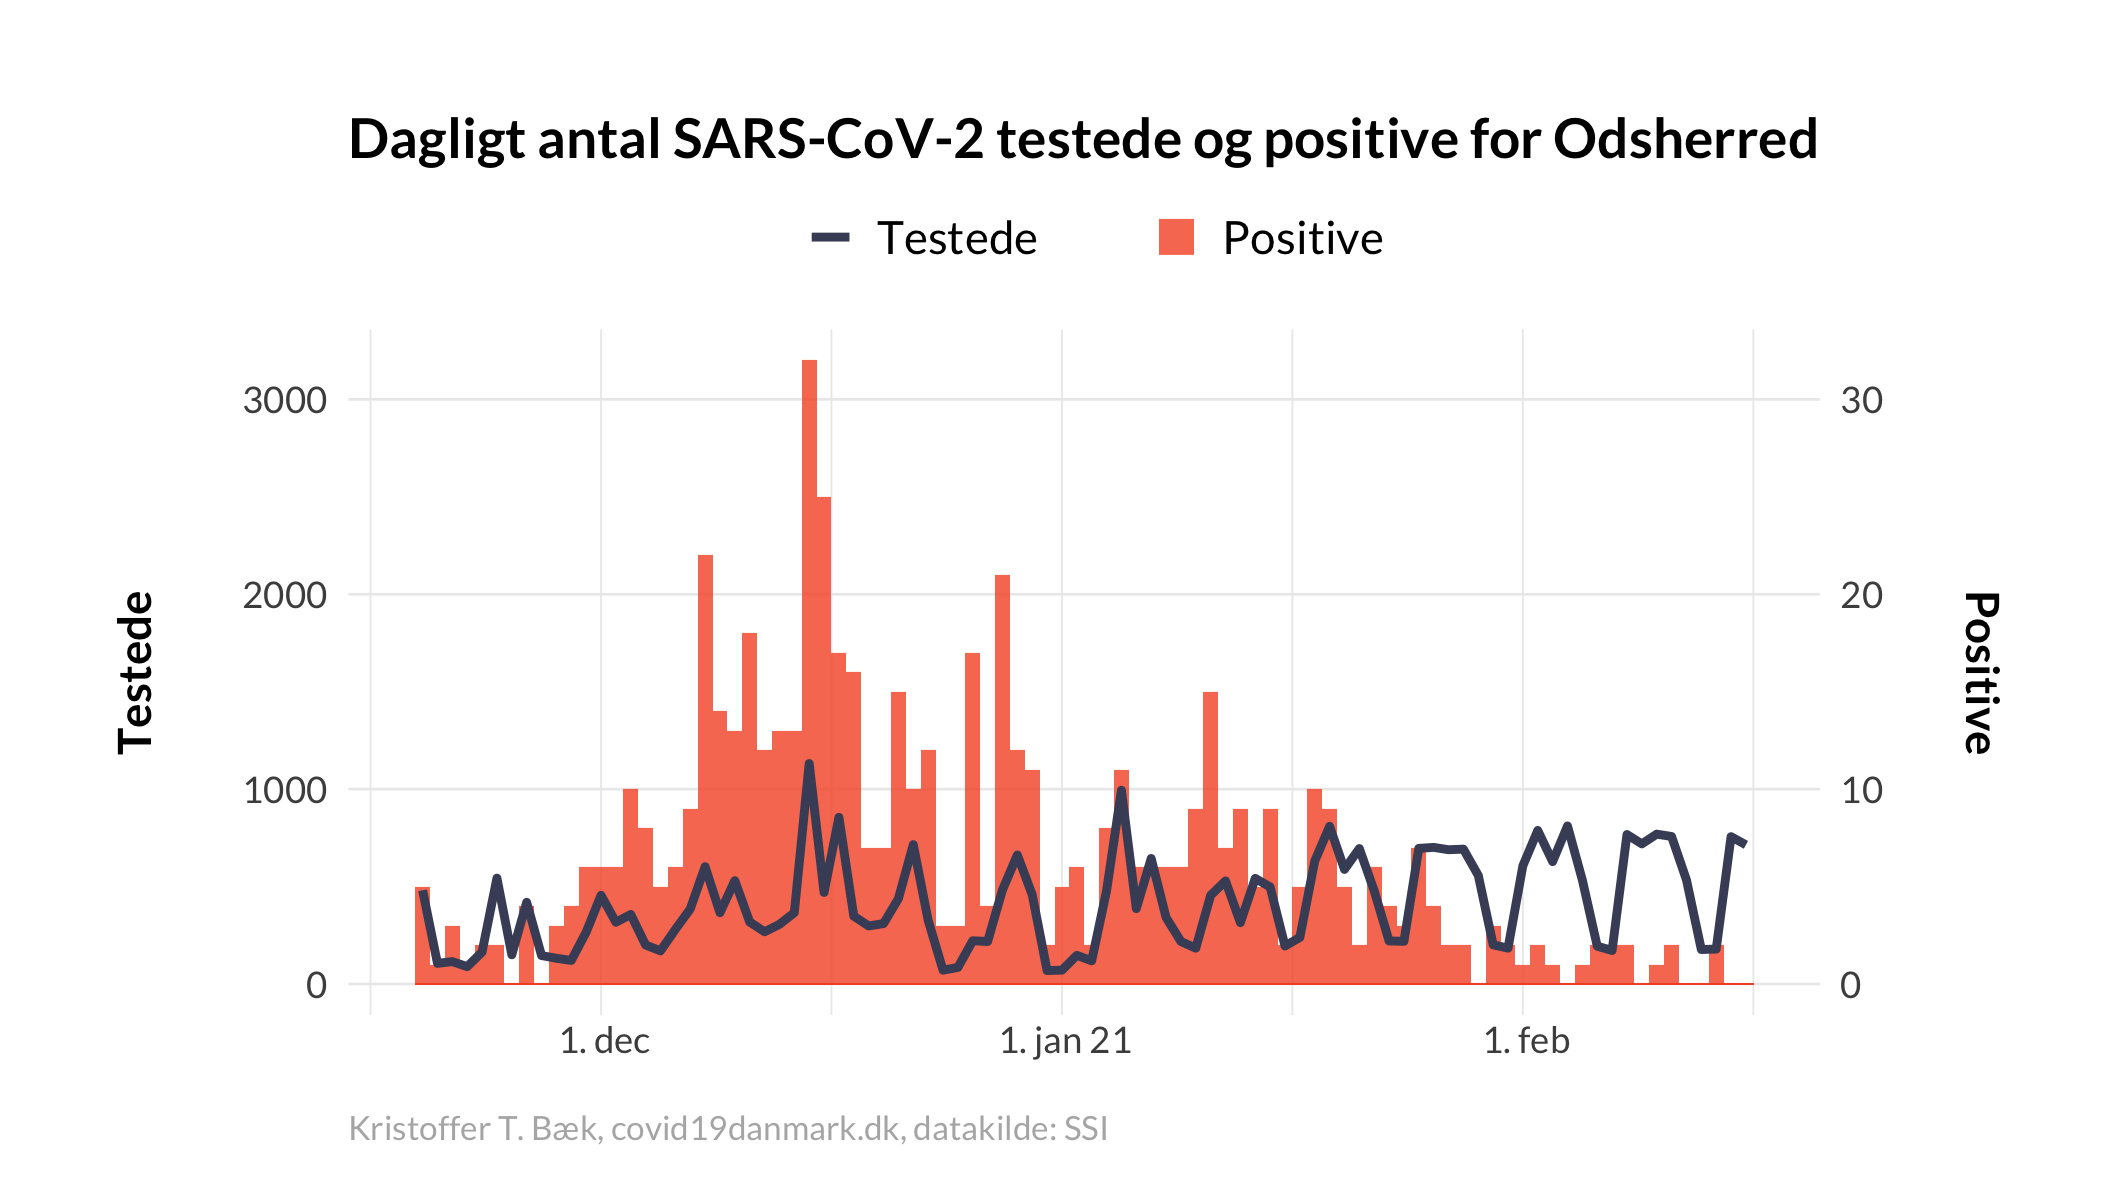 Dagligt antal SARS-CoV-2 testede og positive for Odsherred
Testede
Positive
3000
2000
1000
0
Testede
30
20
10
0
Positive
1. dec
1. jan 21
1. feb
Kristoffer T. Bæk, covid19danmark.dk, datakilde: SSI